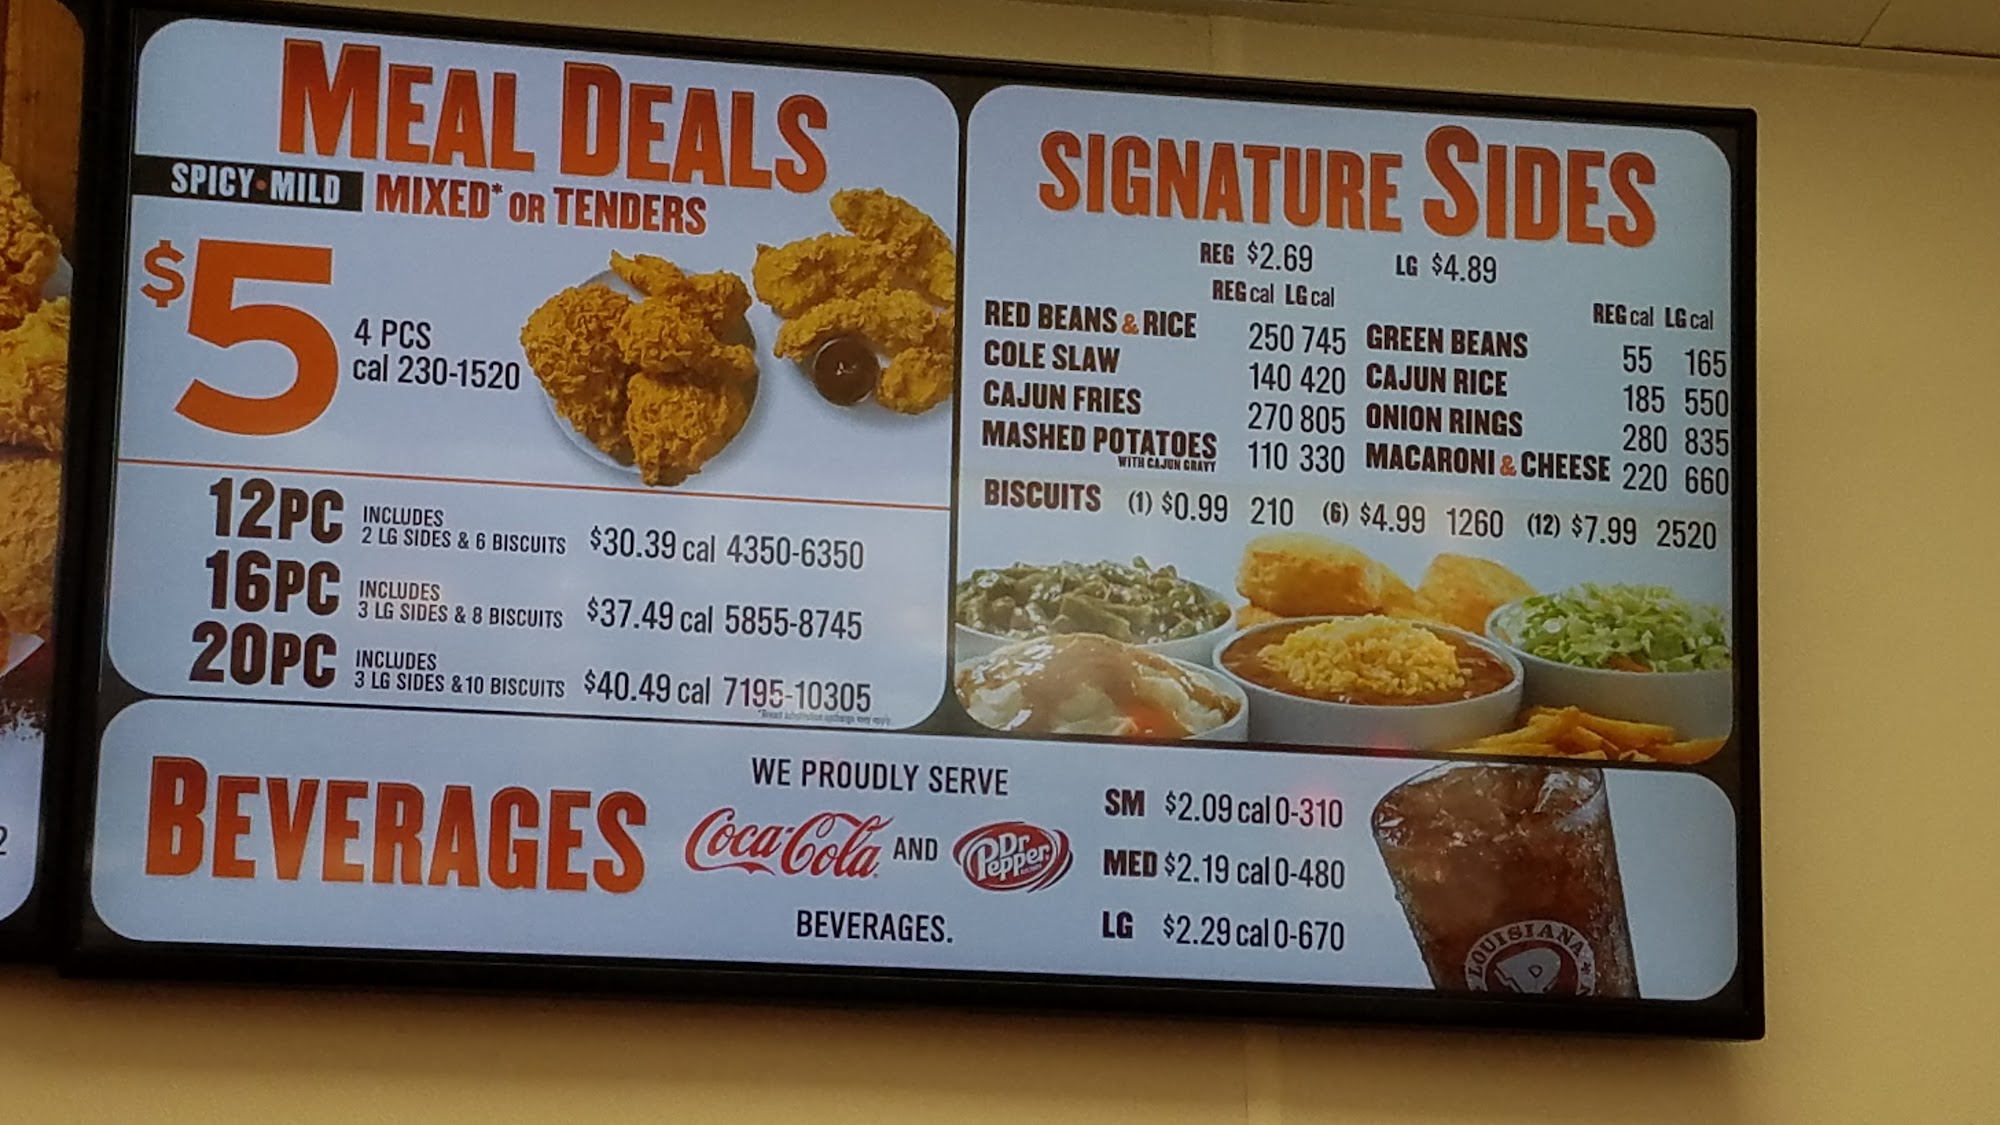 MEAL DEALS
SPICY•MILD MIXED* OR TENDERS
$5
4 PCS
cal 230-1520
12PC INCLUDES
2 LG SIDES & 6 BISCUITS $30.39 cal 4350-6350
16PC INCLUDES
3 LG SIDES & 8 BISCUITS $37.49 cal 5855-8745
20PC INCLUDES
3 LG SIDES & 10 BISCUITS $40.49 cal 7195-10305
SIGNATURE SIDES
REG $2.69 LG $4.89
REG cal LG cal
RED BEANS & RICE 250 745
COLE SLAW 140 420
CAJUN FRIES 270 805
MASHED POTATOES 110 330
WITH CAJUN GRAVY
REG cal LG cal
GREEN BEANS 55 165
CAJUN RICE 185 550
ONION RINGS 280 835
MACARONI & CHEESE 220 660
BISCUITS (1) $0.99 210 (6) $4.99 1260 (12) $7.99 2520
BEVERAGES
WE PROUDLY SERVE
Coca-Cola AND Dr Pepper
BEVERAGES.
SM $2.09 cal 0-310
MED $2.19 cal 0-480
LG $2.29 cal 0-670
LOUISIANA
2